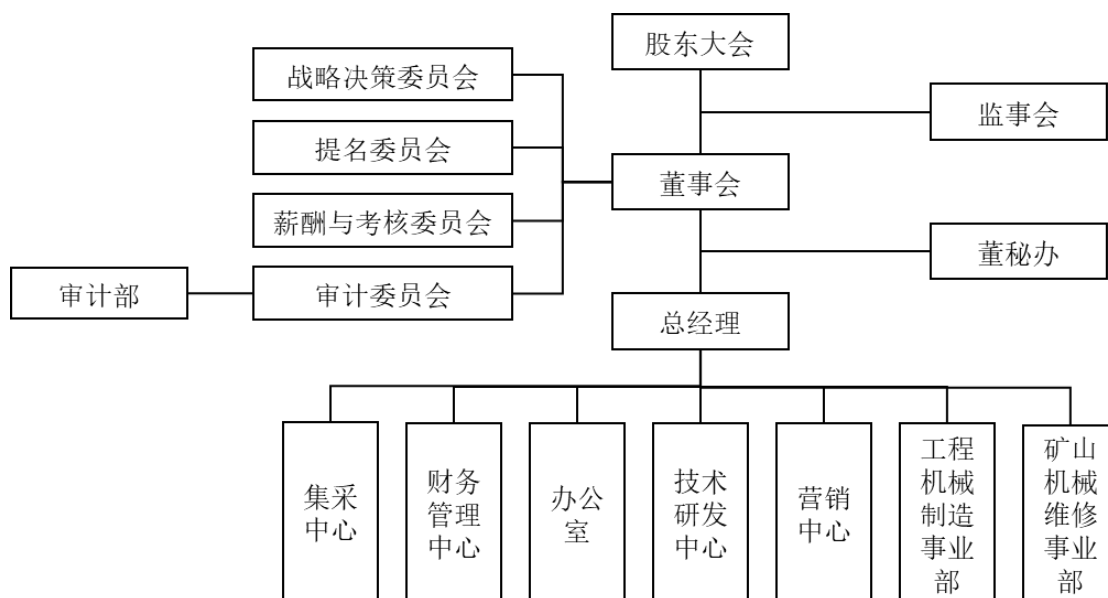 股东大会
战略决策委员会
监事会
提名委员会
董事会
薪酬与考核委员会
董秘办
审计部
审计委员会
总经理
集采
中心
财务
管理
中心
办公
室
技术
研发
中心
营销
中心
工程
机械
制造
事业
部
矿山
机械
维修
事业
部